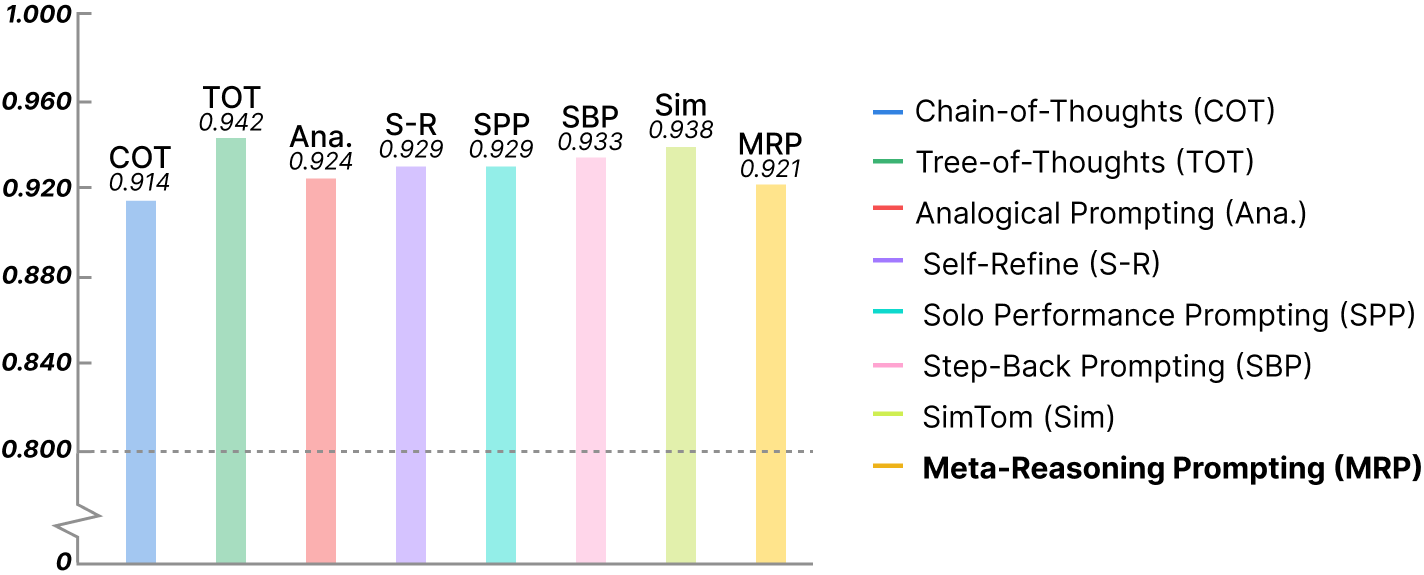 1.000
0.960
0.920
0.880
0.840
0.800
0
COT
0.914
TOT
0.942
Ana.
0.924
S-R
0.929
SPP
0.929
SBP
0.933
Sim
0.938
MRP
0.921
Chain-of-Thoughts (COT)
Tree-of-Thoughts (TOT)
Analogical Prompting (Ana.)
Self-Refine (S-R)
Solo Performance Prompting (SPP)
Step-Back Prompting (SBP)
SimTom (Sim)
Meta-Reasoning Prompting (MRP)